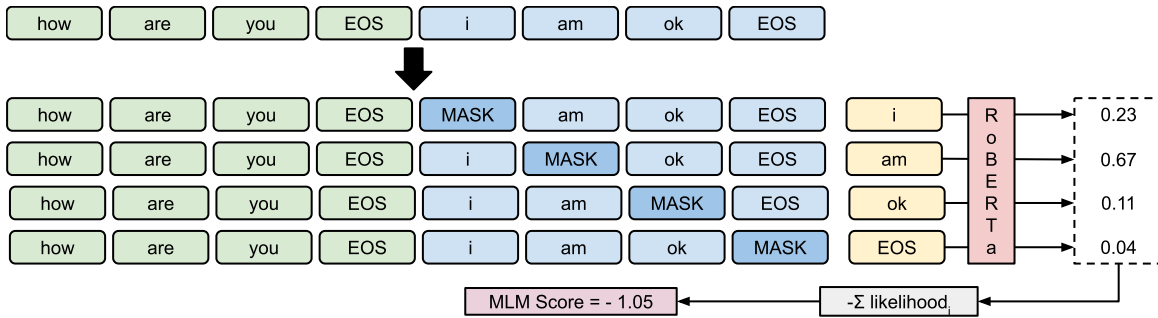 how are you EOS i am ok EOS
how are you EOS MASK am ok EOS i 0.23
how are you EOS i MASK ok EOS am 0.67
how are you EOS i am MASK EOS ok 0.11
how are you EOS i am ok MASK EOS 0.04
RoBERTa
MLM Score = - 1.05 -Σ likelihoodᵢ